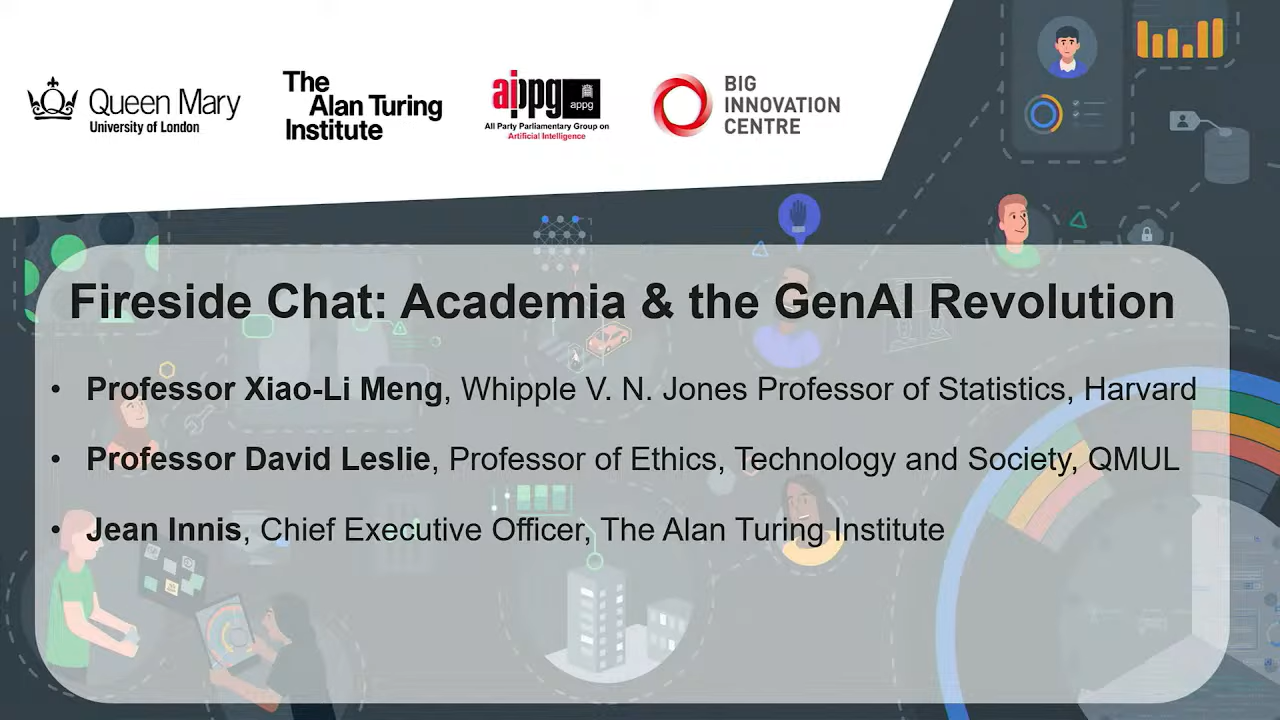 Queen Mary
University of London
The
Alan Turing
Institute
aippg
appg
All Party Parliamentary Group on
Artificial Intelligence
BIG
INNOVATION
CENTRE
Fireside Chat: Academia & the GenAI Revolution
• Professor Xiao-Li Meng, Whipple V. N. Jones Professor of Statistics, Harvard
• Professor David Leslie, Professor of Ethics, Technology and Society, QMUL
• Jean Innis, Chief Executive Officer, The Alan Turing Institute